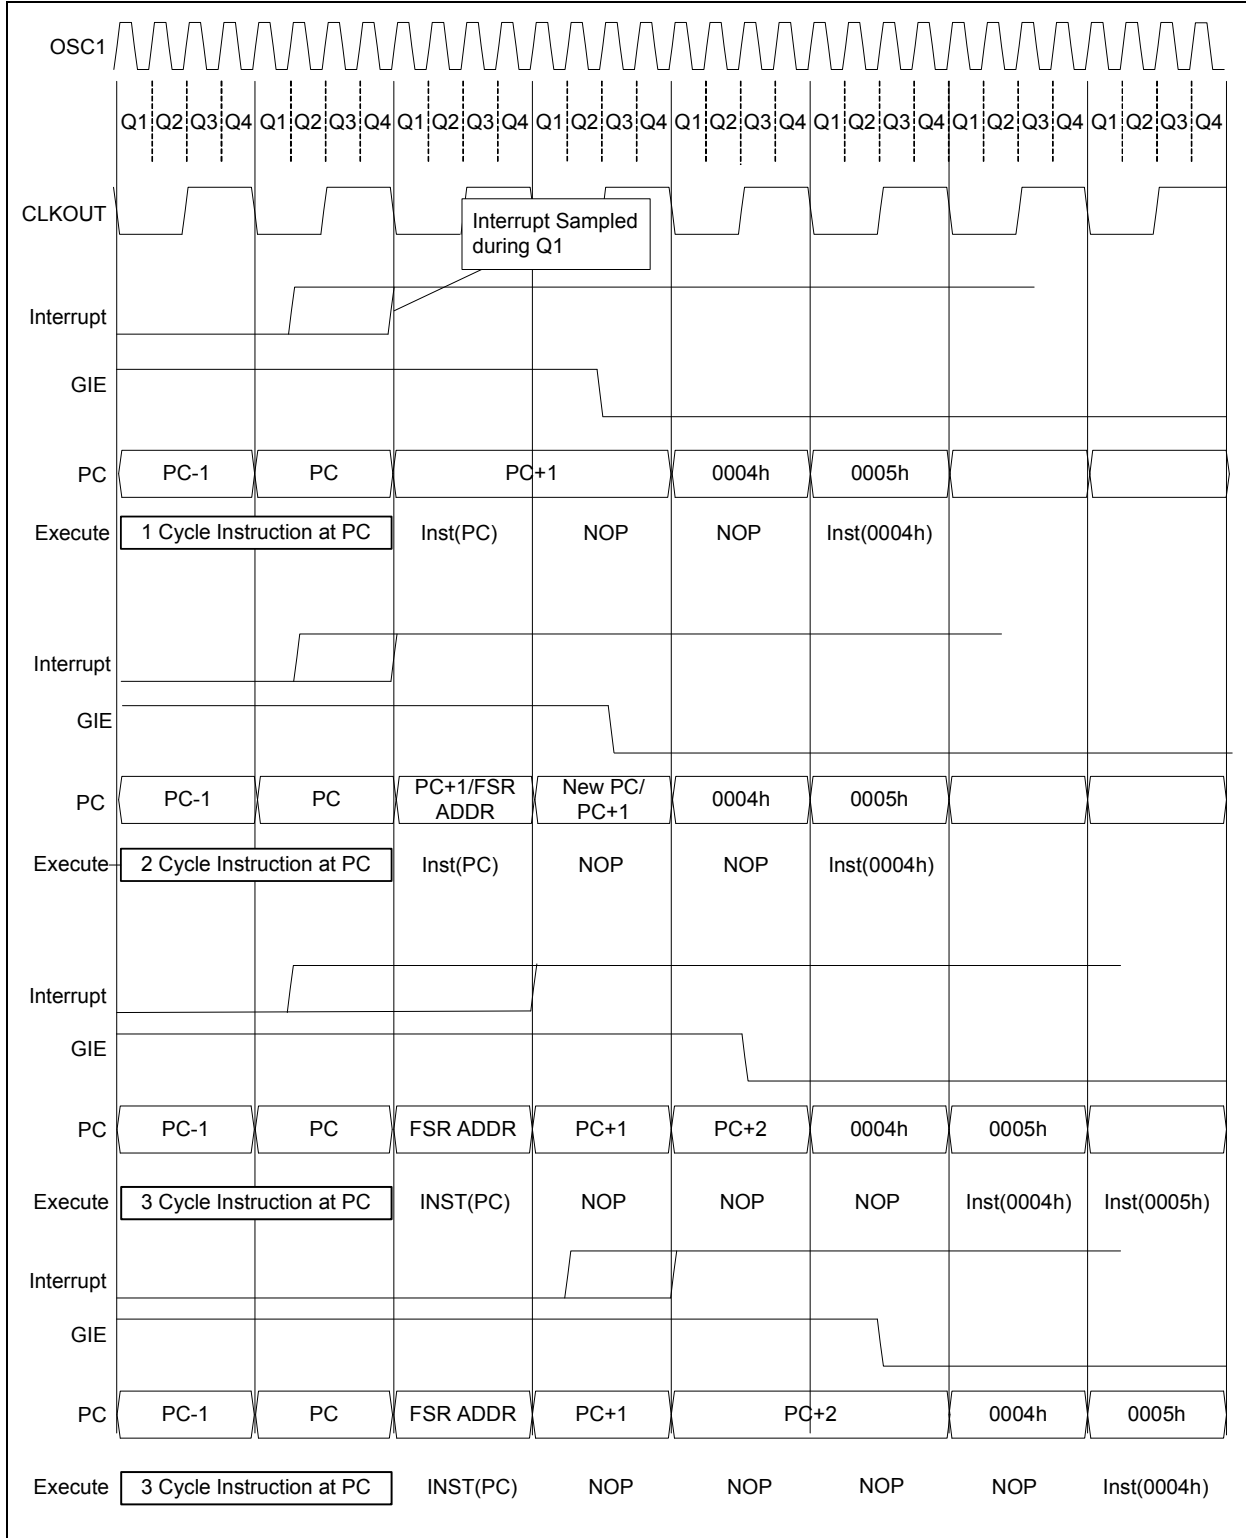 OSC1
Q1 Q2 Q3 Q4 Q1 Q2 Q3 Q4 Q1 Q2 Q3 Q4 Q1 Q2 Q3 Q4 Q1 Q2 Q3 Q4 Q1 Q2 Q3 Q4 Q1 Q2 Q3 Q4 Q1 Q2 Q3 Q4
CLKOUT
Interrupt Sampled
during Q1
Interrupt
GIE
PC PC-1 PC PC+1 0004h 0005h
Execute 1 Cycle Instruction at PC Inst(PC) NOP NOP Inst(0004h)
Interrupt
GIE
PC PC-1 PC PC+1/FSR ADDR New PC/ PC+1 0004h 0005h
Execute 2 Cycle Instruction at PC Inst(PC) NOP NOP Inst(0004h)
Interrupt
GIE
PC PC-1 PC FSR ADDR PC+1 PC+2 0004h 0005h
Execute 3 Cycle Instruction at PC INST(PC) NOP NOP NOP Inst(0004h) Inst(0005h)
Interrupt
GIE
PC PC-1 PC FSR ADDR PC+1 PC+2 0004h 0005h
Execute 3 Cycle Instruction at PC INST(PC) NOP NOP NOP NOP Inst(0004h)